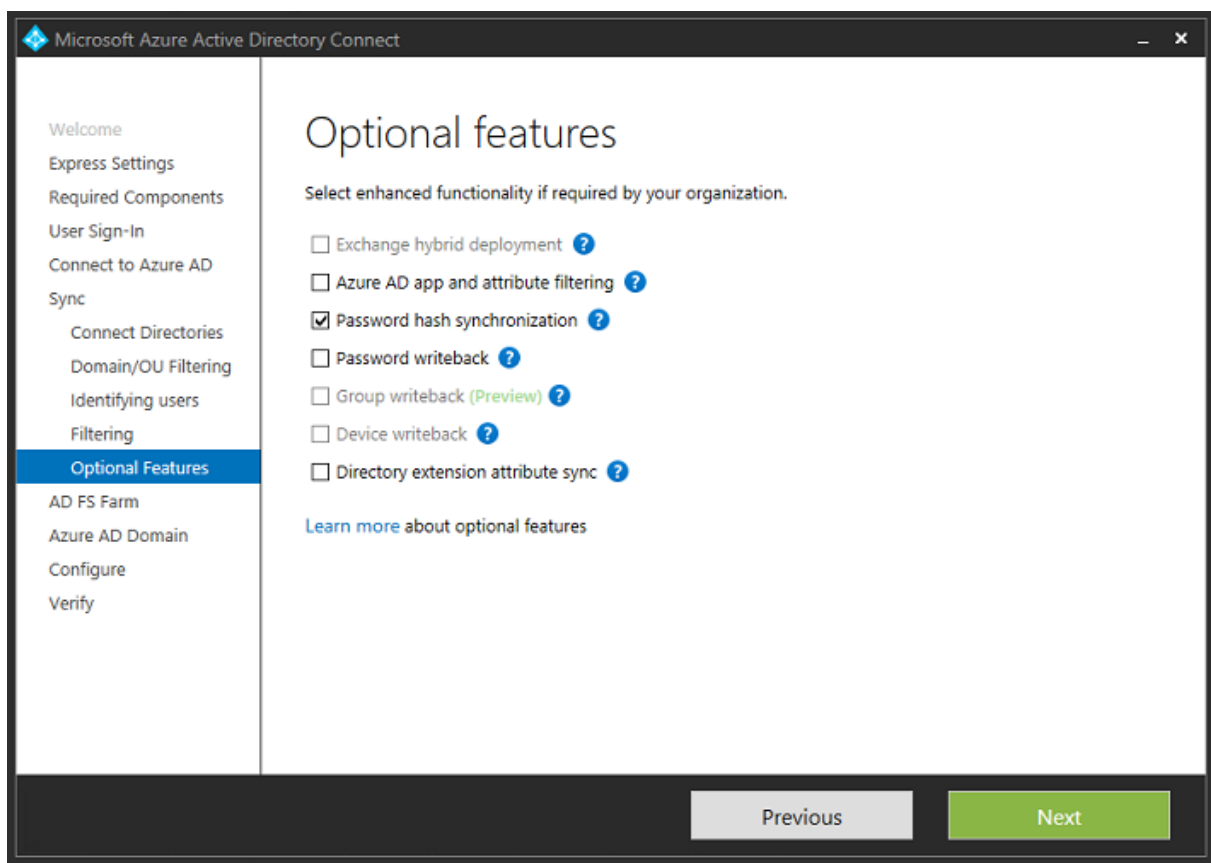 Microsoft Azure Active Directory Connect
Welcome
Express Settings
Required Components
User Sign-In
Connect to Azure AD
Sync
Connect Directories
Domain/OU Filtering
Identifying users
Filtering
Optional Features
AD FS Farm
Azure AD Domain
Configure
Verify
Optional features
Select enhanced functionality if required by your organization.
Exchange hybrid deployment ?
Azure AD app and attribute filtering ?
Password hash synchronization ?
Password writeback ?
Group writeback (Preview) ?
Device writeback ?
Directory extension attribute sync ?
Learn more about optional features
Previous
Next